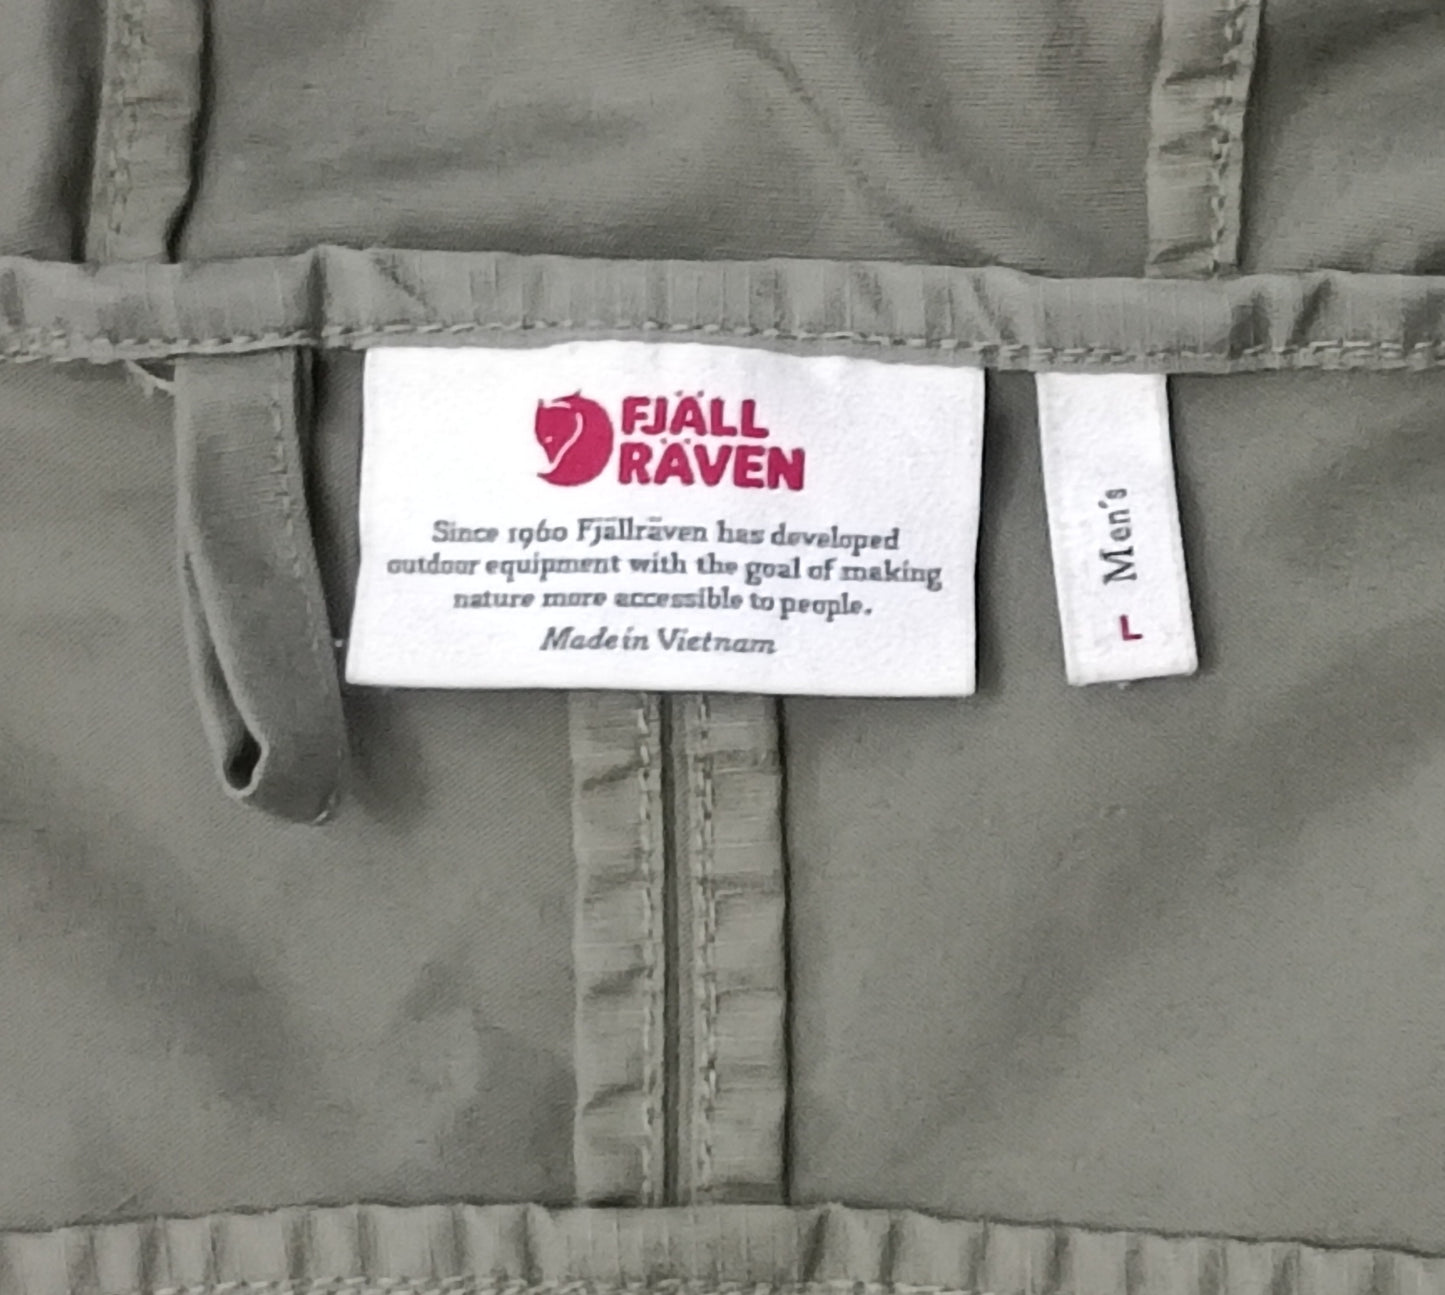 FJÄLL
RÄVEN
Since 1960 Fjällräven has developed
outdoor equipment with the goal of making
nature more accessible to people.
Made in Vietnam
L Men's